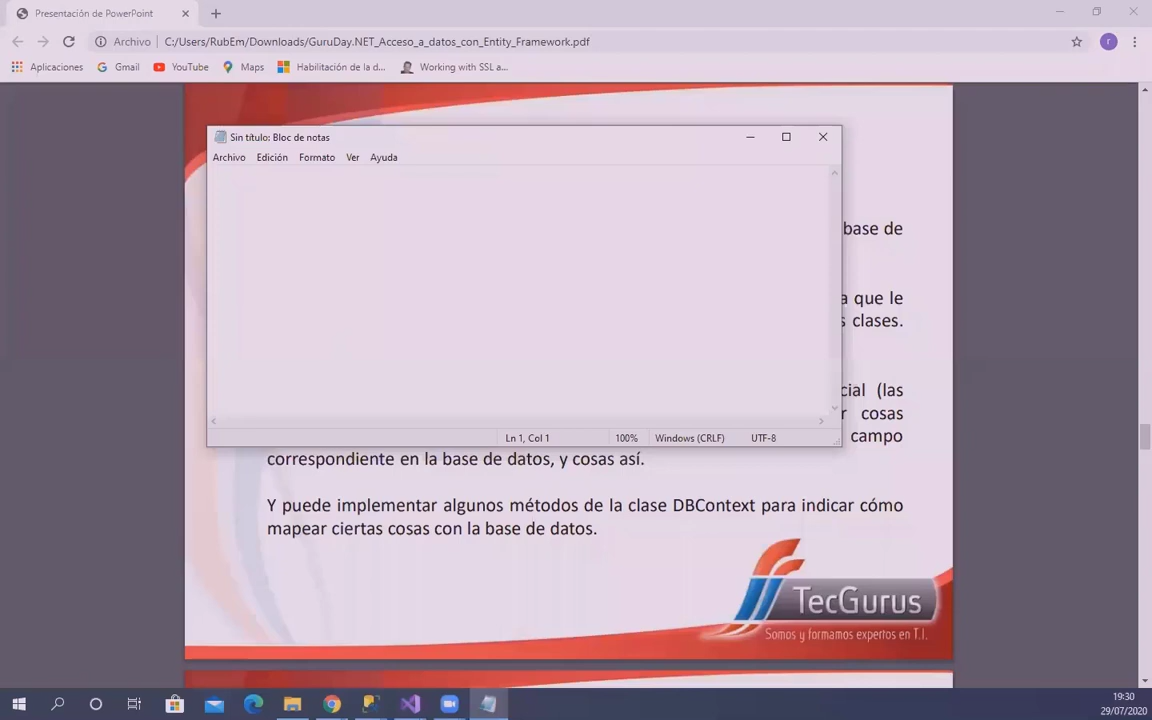 Presentación de PowerPoint
Archivo | C:/Users/RubEm/Downloads/GuruDay.NET_Acceso_a_datos_con_Entity_Framework.pdf
r
Aplicaciones Gmail YouTube Maps Habilitación de la d... Working with SSL a...
Sin título: Bloc de notas
Archivo Edición Formato Ver Ayuda
base de
a que le
s clases.
cial (las
r cosas
campo
Ln 1, Col 1 100% Windows (CRLF) UTF-8
correspondiente en la base de datos, y cosas así.
Y puede implementar algunos métodos de la clase DBContext para indicar cómo
mapear ciertas cosas con la base de datos.
TecGurus
Somos y formamos expertos en T.I.
19:30
29/07/2020